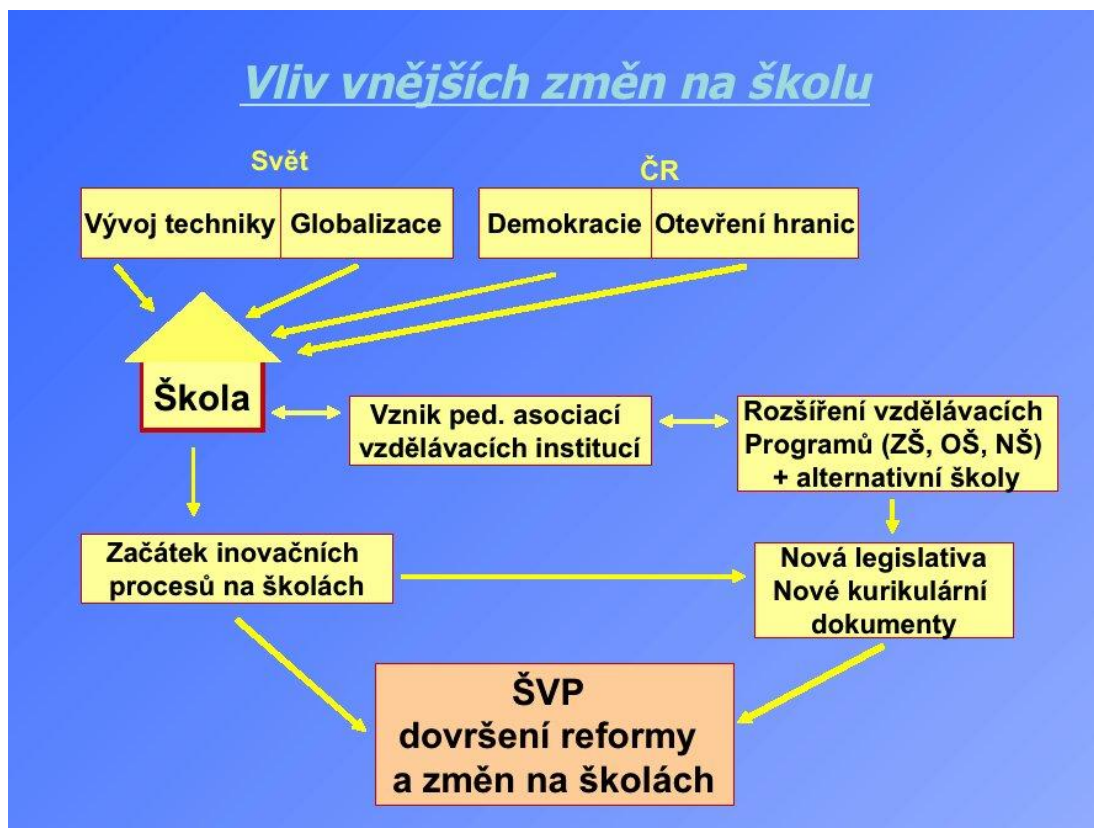 Vliv vnějších změn na školu
Svět
ČR
Vývoj techniky
Globalizace
Demokracie
Otevření hranic
Škola
Vznik ped. asociací
vzdělávacích institucí
Rozšíření vzdělávacích
Programů (ZŠ, OŠ, NŠ)
+ alternativní školy
Začátek inovačních
procesů na školách
Nová legislativa
Nové kurikulární
dokumenty
ŠVP
dovršení reformy
a změn na školách